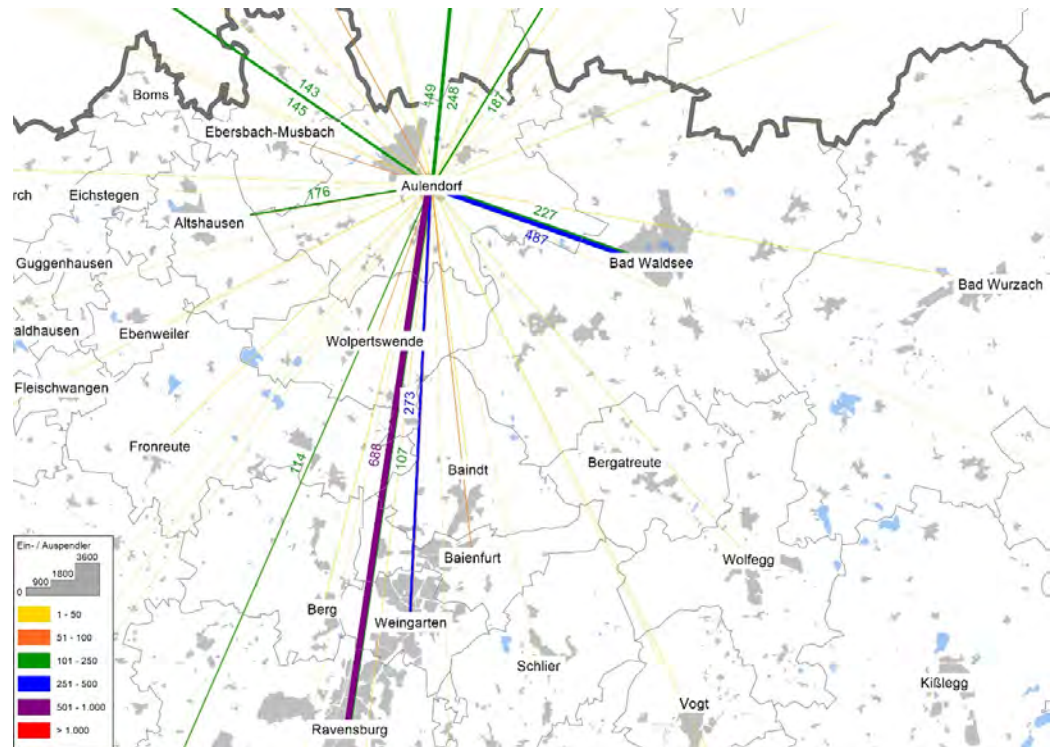 143
145
149
248
187
Boms
Ebersbach-Musbach
Aulendorf
rch
Eichstegen
176
Altshausen
227
487
Bad Waldsee
Guggenhausen
Bad Wurzach
aldhausen
Ebenweiler
Wolpertswende
Fleischwangen
273
Fronreute
114
688
107
Baindt
Bergatreute
Ein- / Auspendler
3600
1800
900
0
1 - 50
51 - 100
101 - 250
251 - 500
501 - 1.000
> 1.000
Baienfurt
Wolfegg
Berg
Weingarten
Schlier
Kißlegg
Vogt
Ravensburg